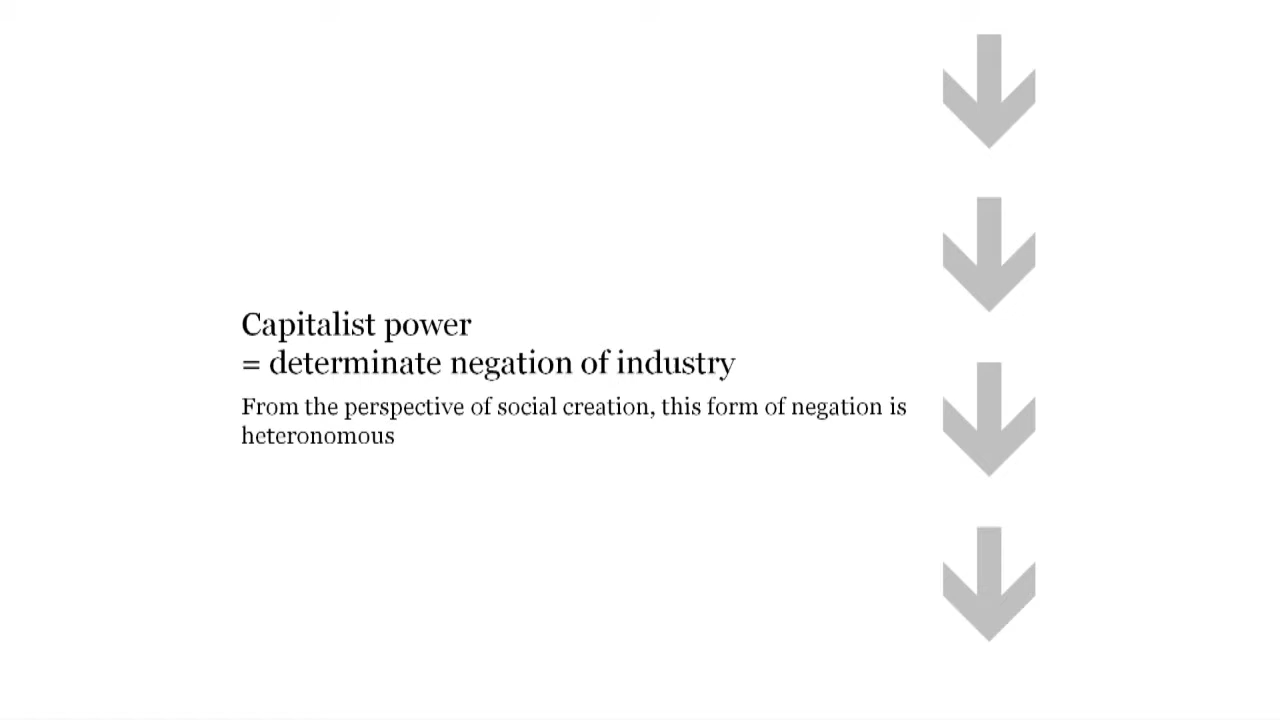 Capitalist power
= determinate negation of industry
From the perspective of social creation, this form of negation is
heteronomous